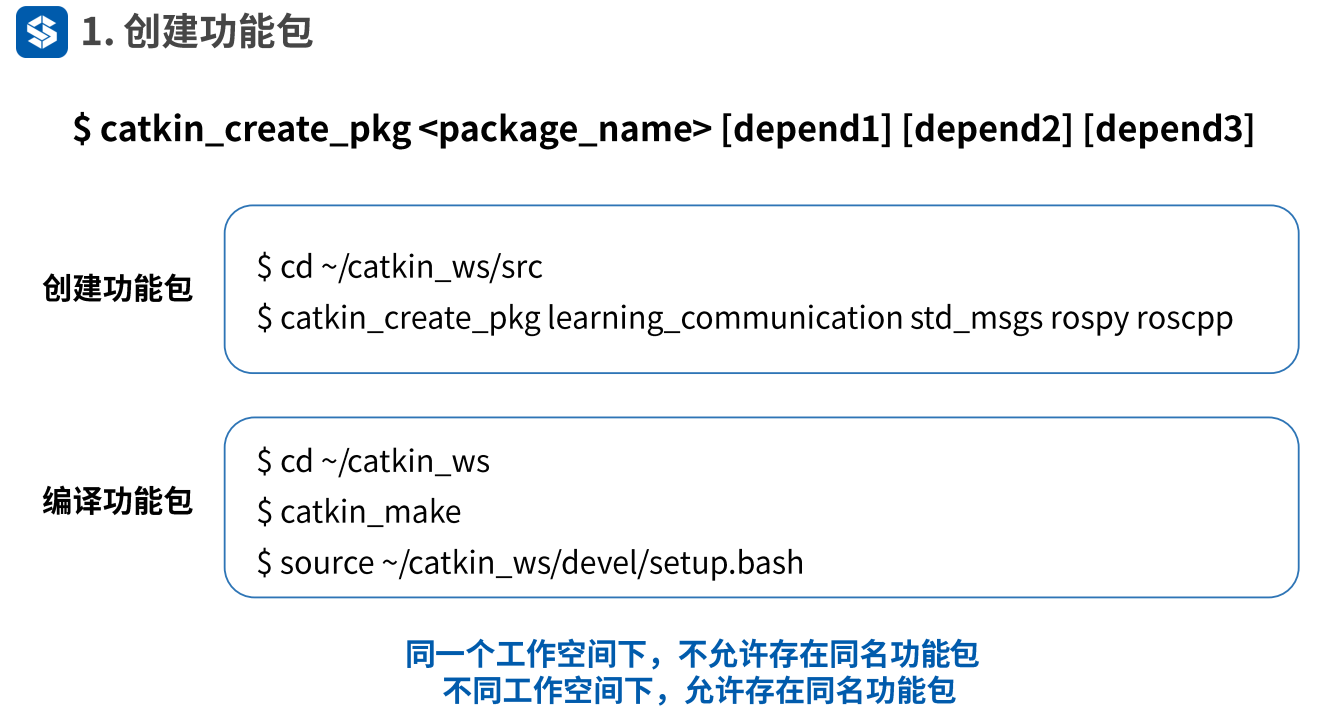 1. 创建功能包
$ catkin_create_pkg <package_name> [depend1] [depend2] [depend3]
创建功能包
$ cd ~/catkin_ws/src
$ catkin_create_pkg learning_communication std_msgs rospy roscpp
编译功能包
$ cd ~/catkin_ws
$ catkin_make
$ source ~/catkin_ws/devel/setup.bash
同一个工作空间下，不允许存在同名功能包
不同工作空间下，允许存在同名功能包